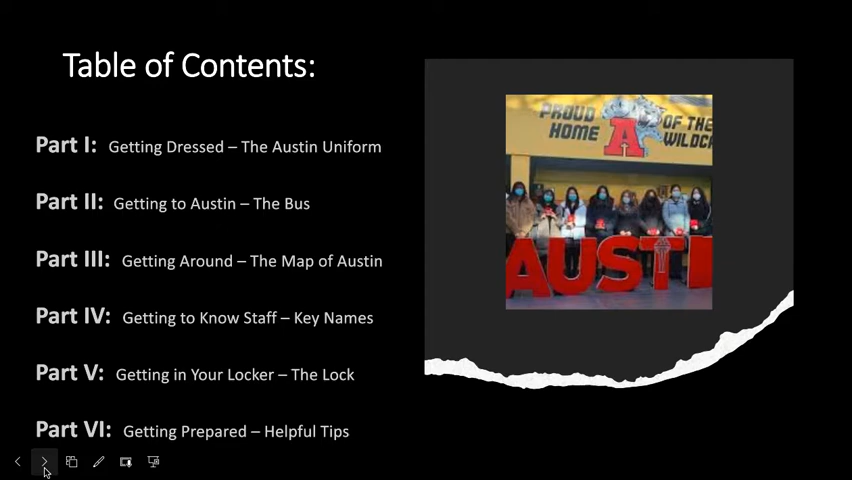 Table of Contents:
Part I: Getting Dressed – The Austin Uniform
Part II: Getting to Austin – The Bus
Part III: Getting Around – The Map of Austin
Part IV: Getting to Know Staff – Key Names
Part V: Getting in Your Locker – The Lock
Part VI: Getting Prepared – Helpful Tips
PROUD OF THE
HOME A WILDC
AUSTI